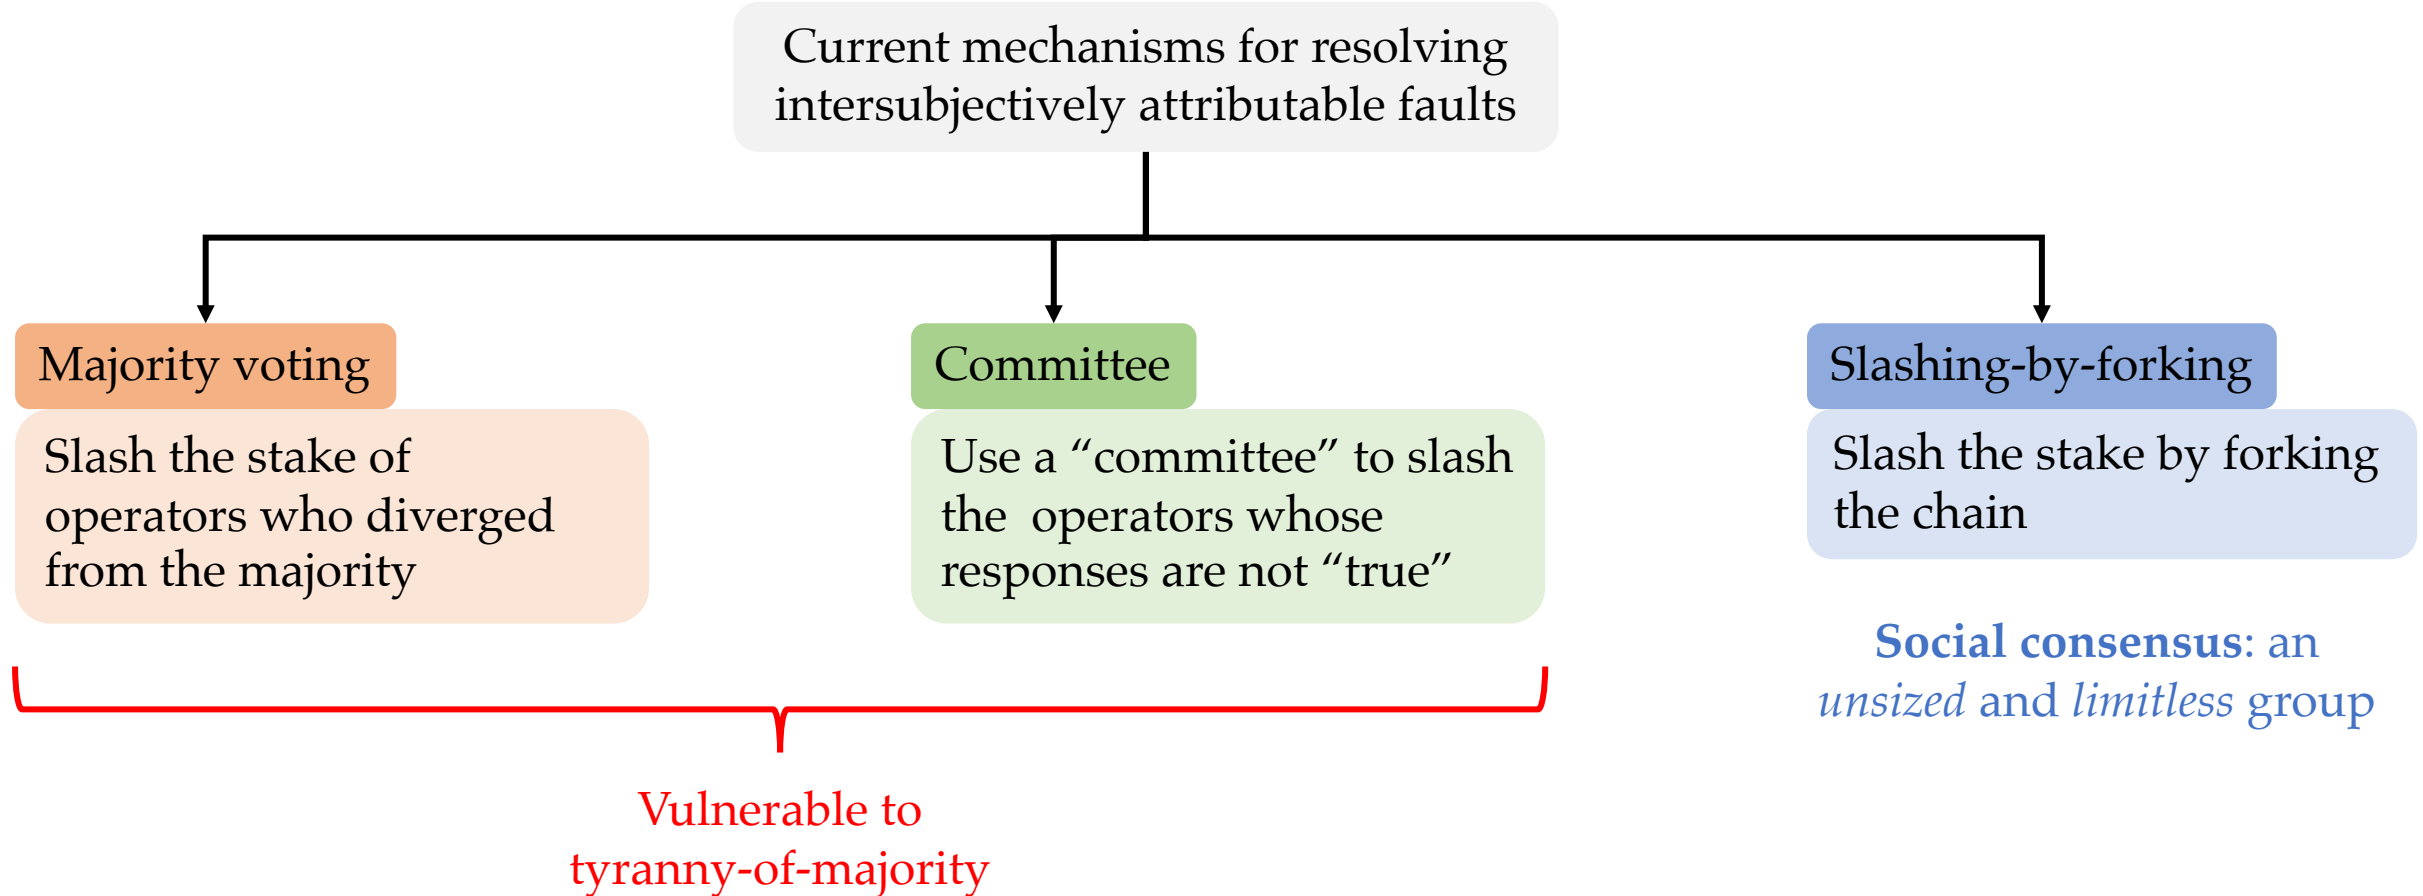 Current mechanisms for resolving
intersubjectively attributable faults
Majority voting
Slash the stake of
operators who diverged
from the majority
Committee
Use a “committee” to slash
the operators whose
responses are not “true”
Slashing-by-forking
Slash the stake by forking
the chain
Social consensus: an
unsized and limitless group
Vulnerable to
tyranny-of-majority